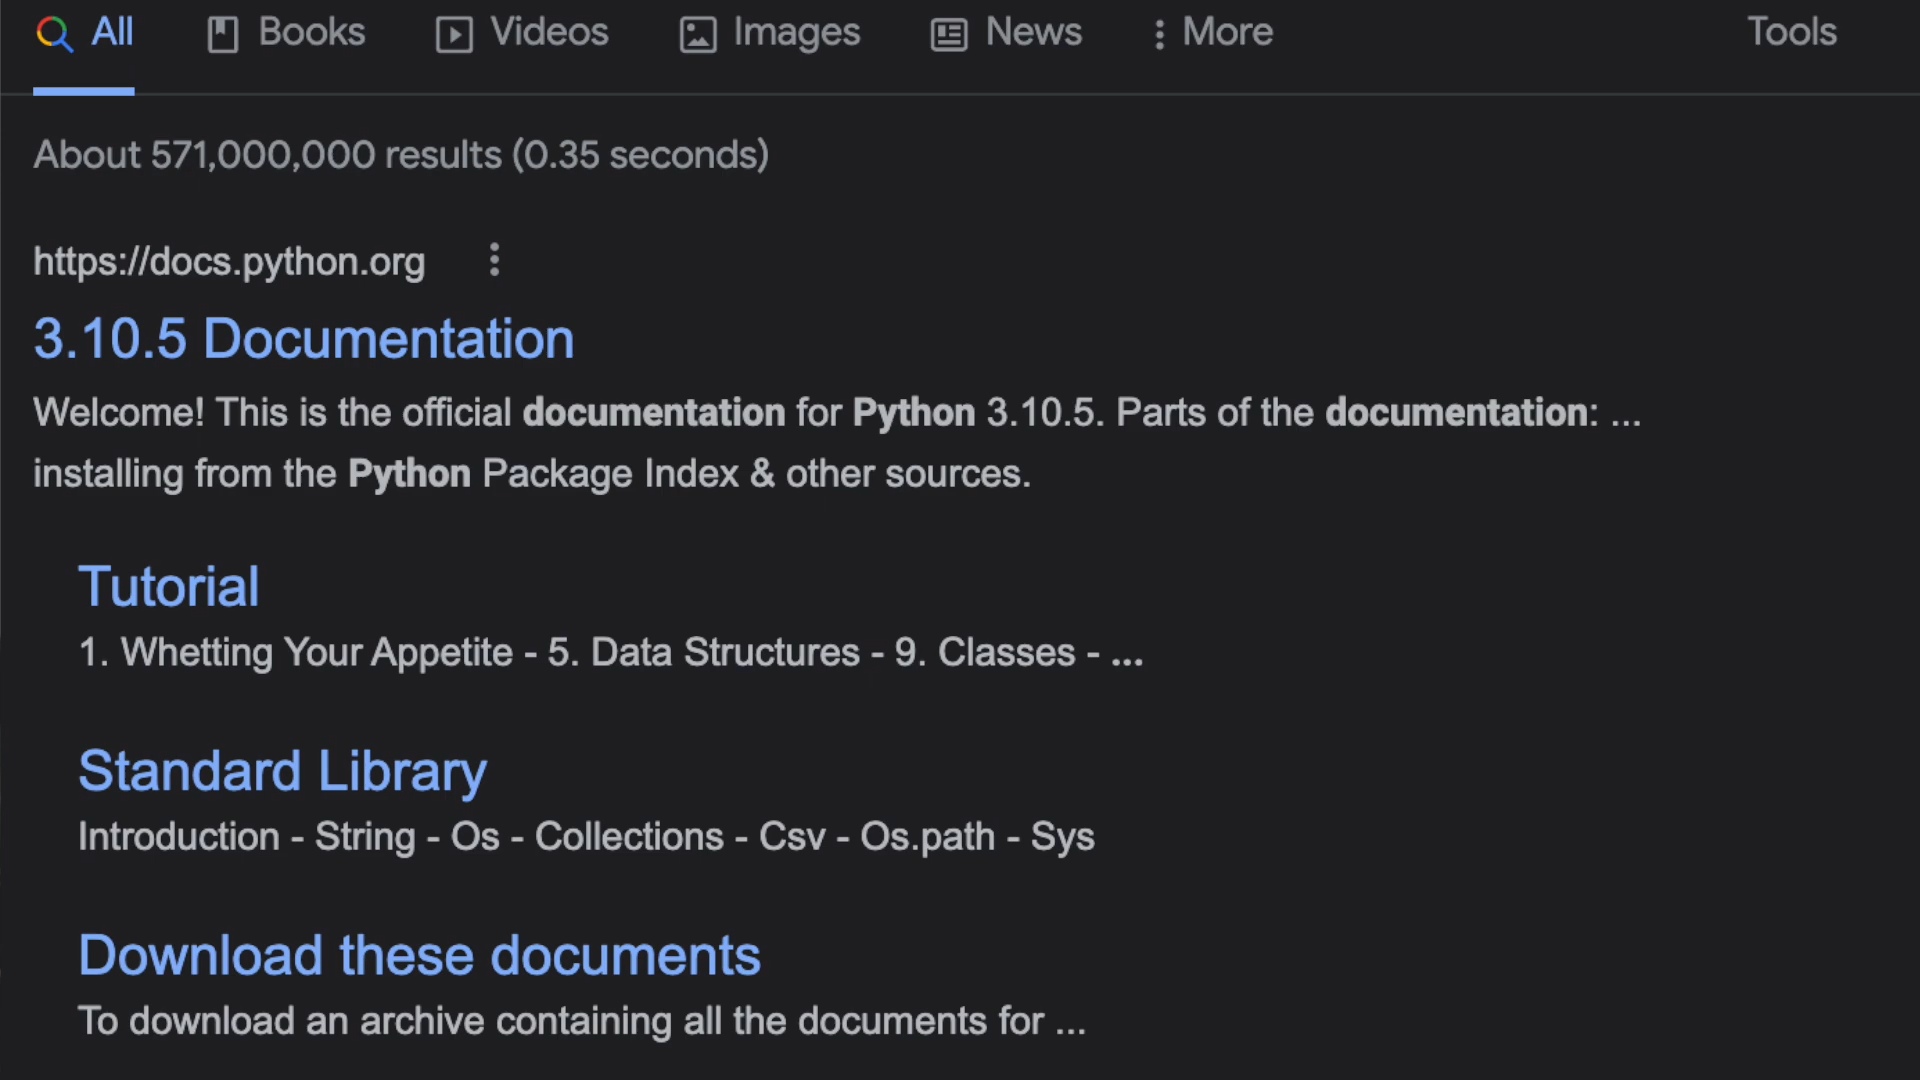 All Books Videos Images News More Tools
About 571,000,000 results (0.35 seconds)
https://docs.python.org
3.10.5 Documentation
Welcome! This is the official documentation for Python 3.10.5. Parts of the documentation: ...
installing from the Python Package Index & other sources.
Tutorial
1. Whetting Your Appetite - 5. Data Structures - 9. Classes - ...
Standard Library
Introduction - String - Os - Collections - Csv - Os.path - Sys
Download these documents
To download an archive containing all the documents for ...